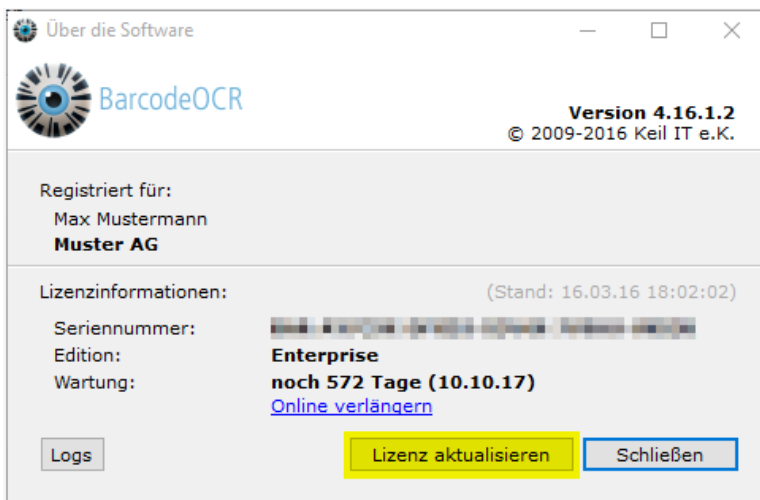 Über die Software
BarcodeOCR
Version 4.16.1.2
© 2009-2016 Keil IT e.K.
Registriert für:
Max Mustermann
Muster AG
Lizenzinformationen: (Stand: 16.03.16 18:02:02)
Seriennummer:
Edition: Enterprise
Wartung: noch 572 Tage (10.10.17)
Online verlängern
Logs Lizenz aktualisieren Schließen